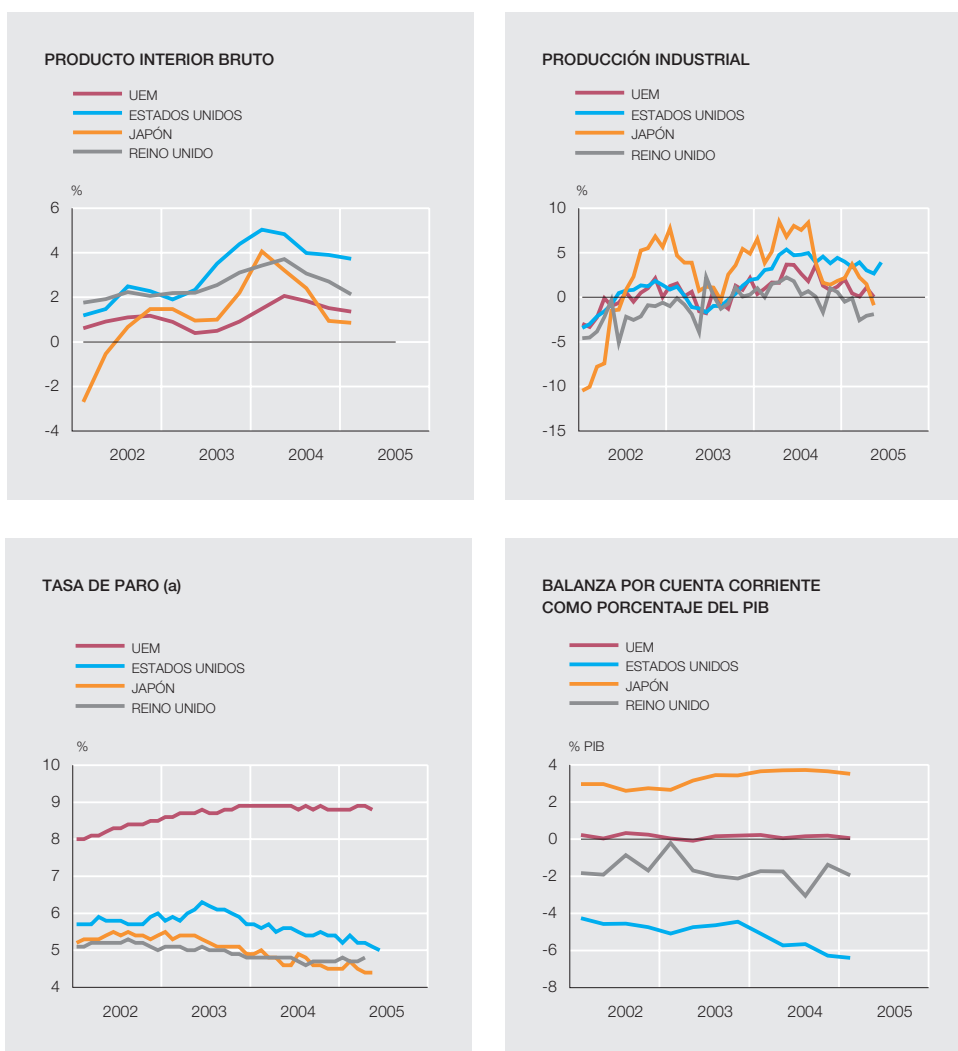 PRODUCTO INTERIOR BRUTO
UEM
ESTADOS UNIDOS
JAPÓN
REINO UNIDO
%
6
4
2
0
-2
-4
2002 2003 2004 2005
PRODUCCIÓN INDUSTRIAL
UEM
ESTADOS UNIDOS
JAPÓN
REINO UNIDO
%
10
5
0
-5
-10
-15
2002 2003 2004 2005
TASA DE PARO (a)
UEM
ESTADOS UNIDOS
JAPÓN
REINO UNIDO
%
10
9
8
7
6
5
4
2002 2003 2004 2005
BALANZA POR CUENTA CORRIENTE
COMO PORCENTAJE DEL PIB
UEM
ESTADOS UNIDOS
JAPÓN
REINO UNIDO
% PIB
4
2
0
-2
-4
-6
-8
2002 2003 2004 2005